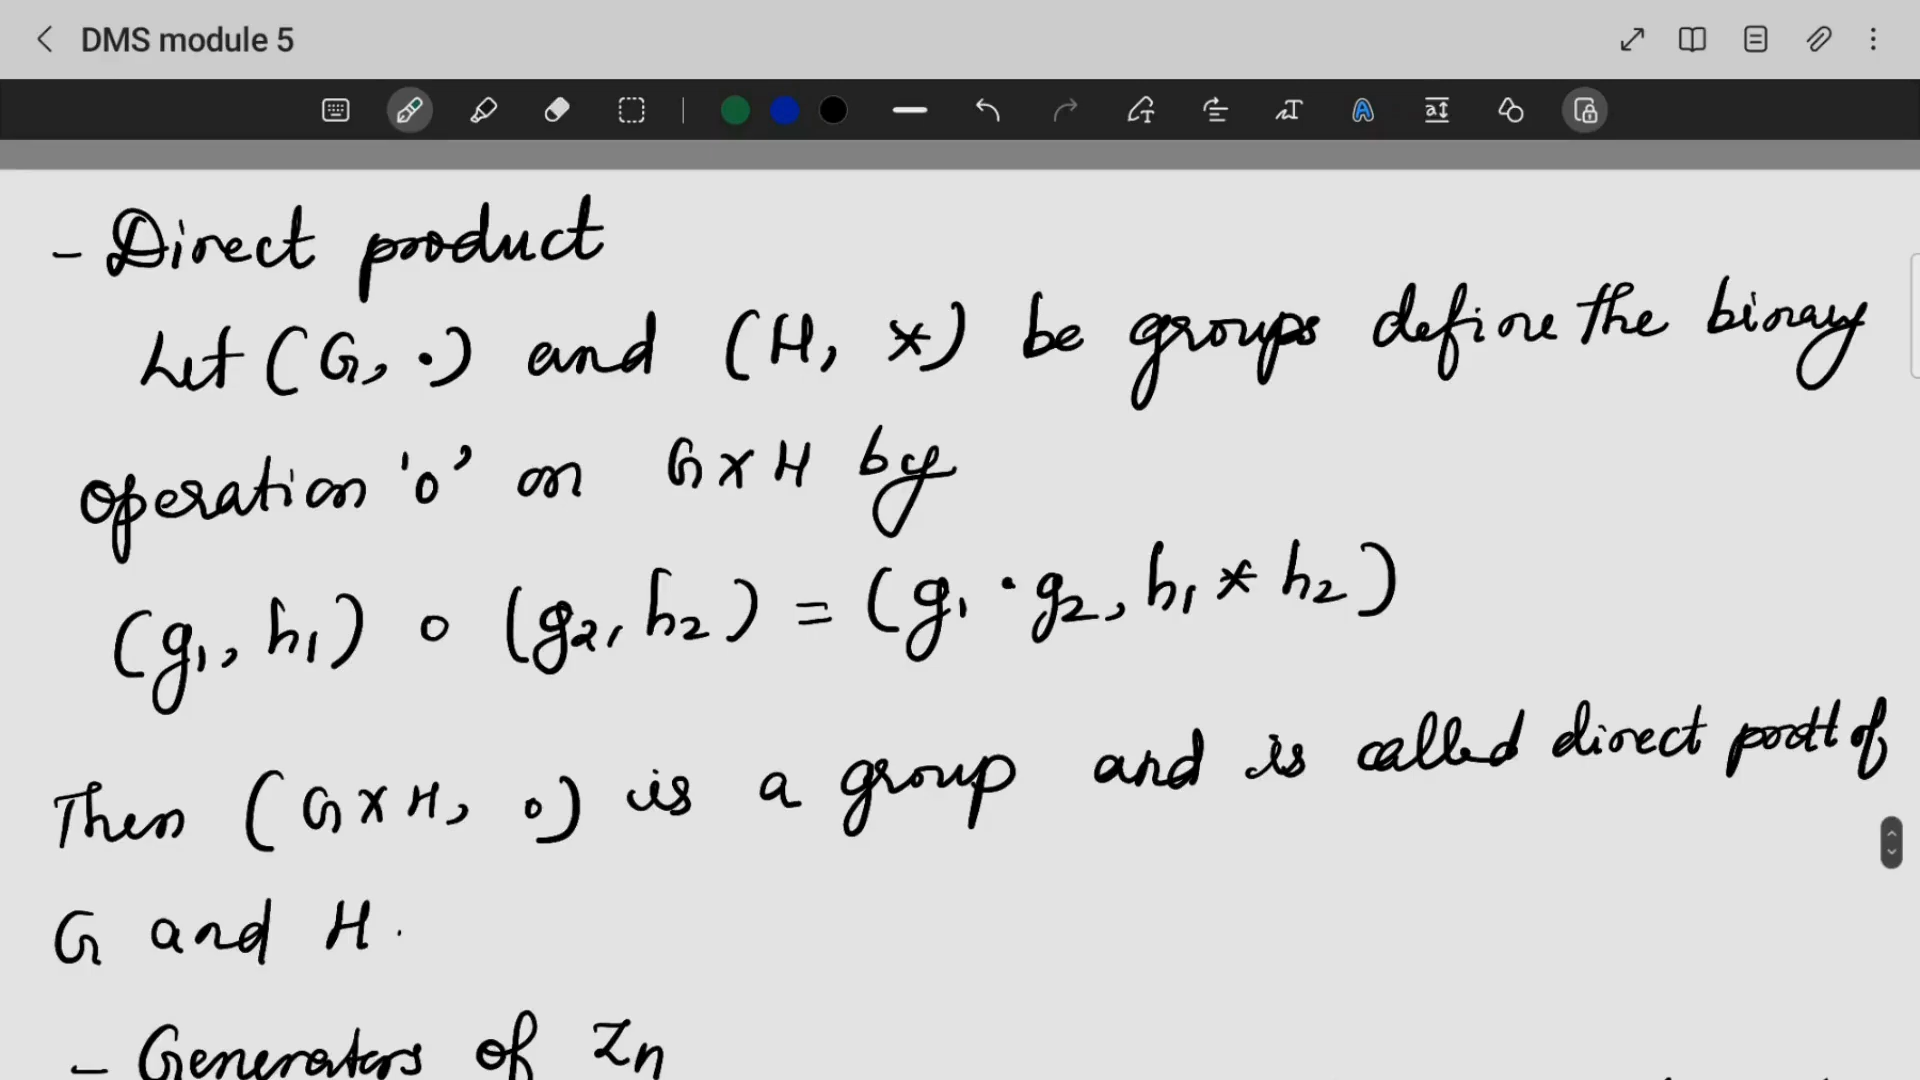 DMS module 5
- Direct product
Let (G, ·) and (H, *) be groups define the binary
operation 'o' on G x H by
(g1, h1) o (g2, h2) = (g1 · g2, h1 * h2)
Then (G x H, o) is a group and is called direct prodt of
G and H.
- Generators of Zn